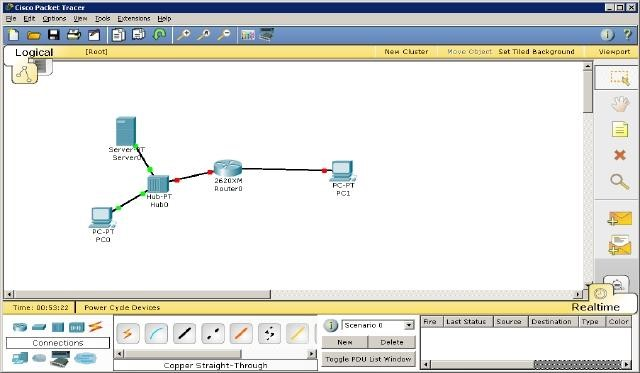 Cisco Packet Tracer
File Edit Options View Tools Extensions Help
Logical [Root] New Cluster Move Object Set Tiled Background Viewport
Server-PT
Server0
2620XM
Router0
PC-PT
PC1
Hub-PT
Hub0
PC-PT
PC0
Time: 00:53:22 Power Cycle Devices Realtime
Connections
Copper Straight-Through
Scenario 0
New Delete
Toggle PDU List Window
Fire Last Status Source Destination Type Color